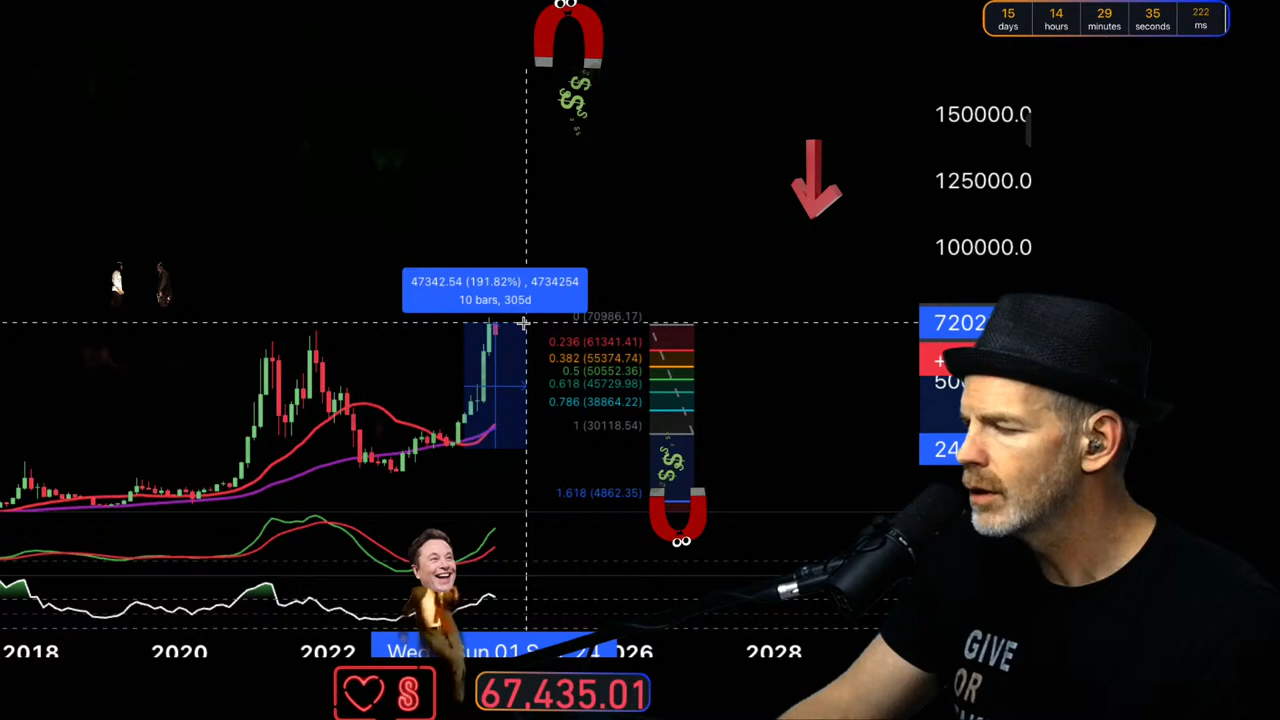 15 14 29 35 222
days hours minutes seconds ms
150000.0
125000.0
100000.0
47342.54 (191.82%) , 4734254
10 bars, 305d
0 (70986.17)
7202
0.236 (61341.41)
0.382 (55374.74)
0.5 (50552.36)
0.618 (45729.98)
0.786 (38864.22)
1 (30118.54)
24
1.618 (4862.35)
2018 2020 2022 Sun 01 2028
$ 67,435.01
GIVE
OR